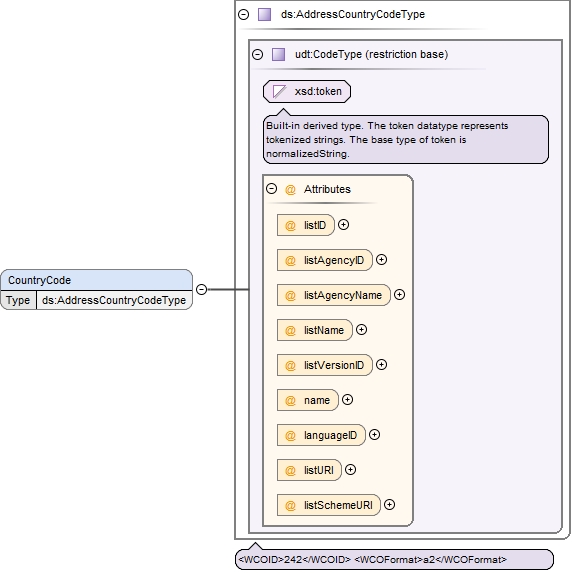 ds:AddressCountryCodeType
udt:CodeType (restriction base)
xsd:token
Built-in derived type. The token datatype represents
tokenized strings. The base type of token is
normalizedString.
@ Attributes
@ listID
@ listAgencyID
@ listAgencyName
@ listName
@ listVersionID
@ name
@ languageID
@ listURI
@ listSchemeURI
CountryCode
Type ds:AddressCountryCodeType
<WCOID>242</WCOID> <WCOFormat>a2</WCOFormat>